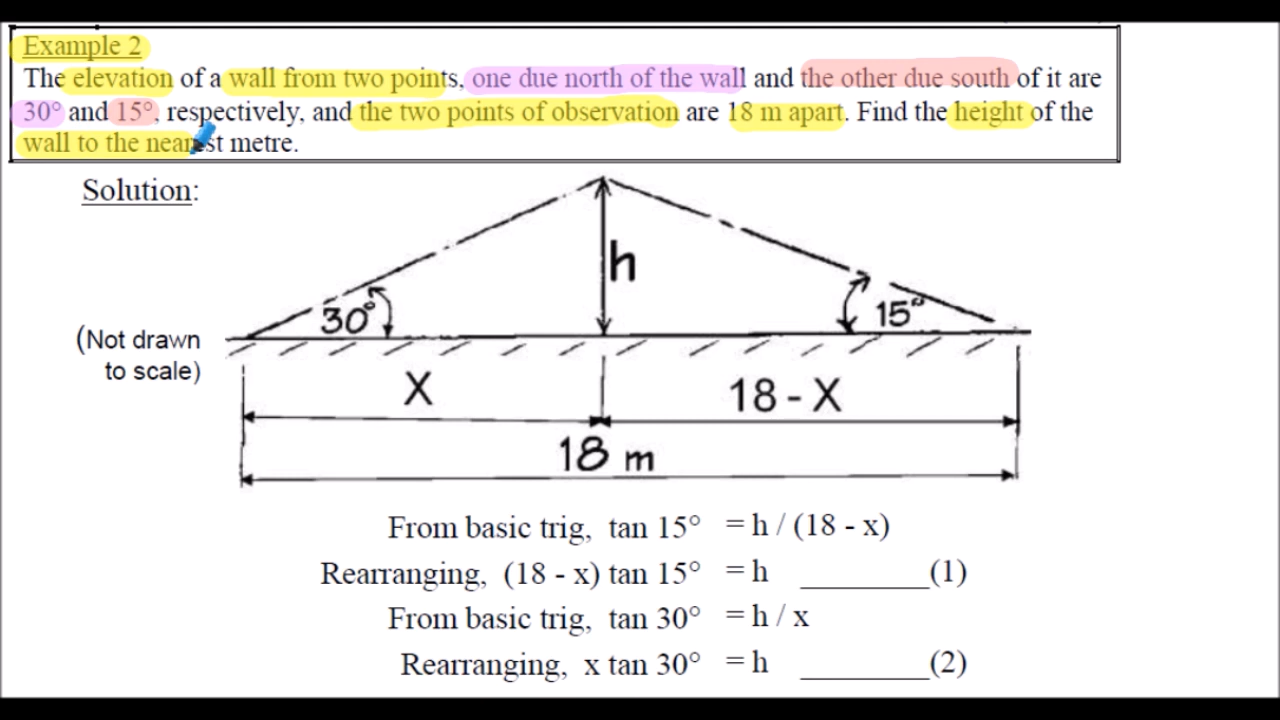 Example 2
The elevation of a wall from two points, one due north of the wall and the other due south of it are
30° and 15°, respectively, and the two points of observation are 18 m apart. Find the height of the
wall to the nearest metre.
Solution:
h
30°
15°
(Not drawn
to scale)
X
18 - X
18 m
From basic trig, tan 15° = h / (18 - x)
Rearranging, (18 - x) tan 15° = h ________(1)
From basic trig, tan 30° = h / x
Rearranging, x tan 30° = h ________(2)